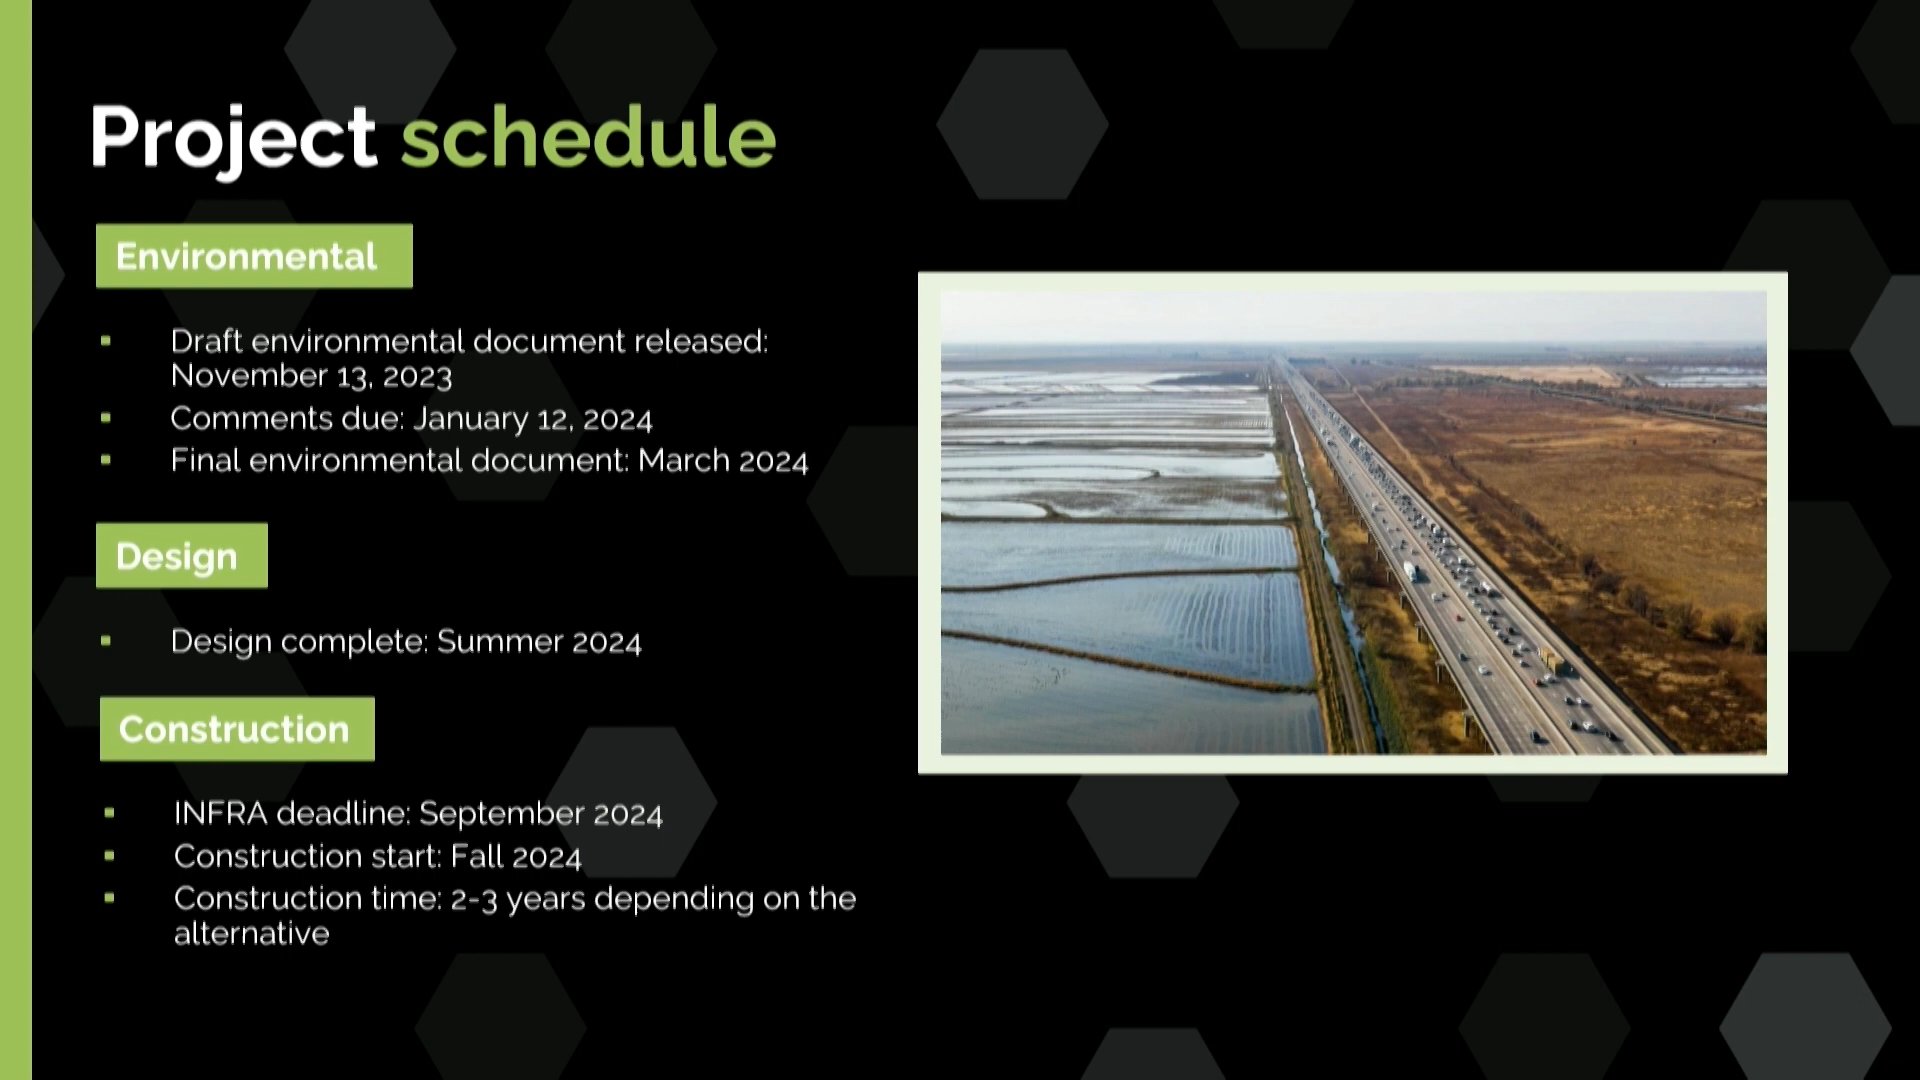 Project schedule
Environmental
Draft environmental document released:
November 13, 2023
Comments due: January 12, 2024
Final environmental document: March 2024
Design
Design complete: Summer 2024
Construction
INFRA deadline: September 2024
Construction start: Fall 2024
Construction time: 2-3 years depending on the
alternative